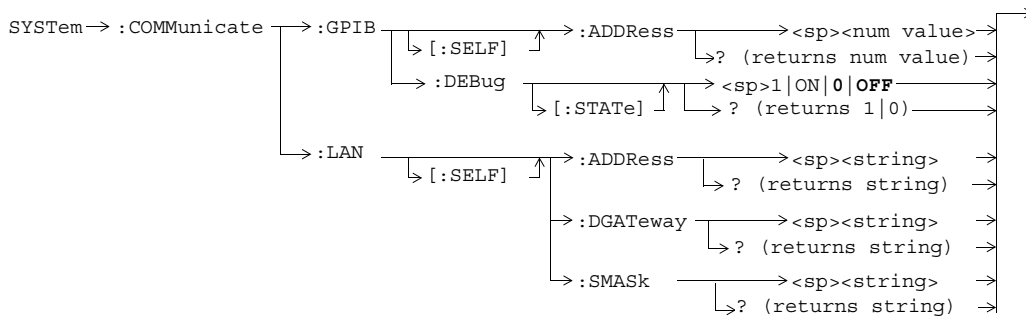 SYSTem :COMMunicate :GPIB [:SELF] :ADDRess <sp><num value>
? (returns num value)
:DEBug [:STATe] <sp>1|ON|0|OFF
? (returns 1|0)
:LAN [:SELF] :ADDRess <sp><string>
? (returns string)
:DGATeway <sp><string>
? (returns string)
:SMASk <sp><string>
? (returns string)